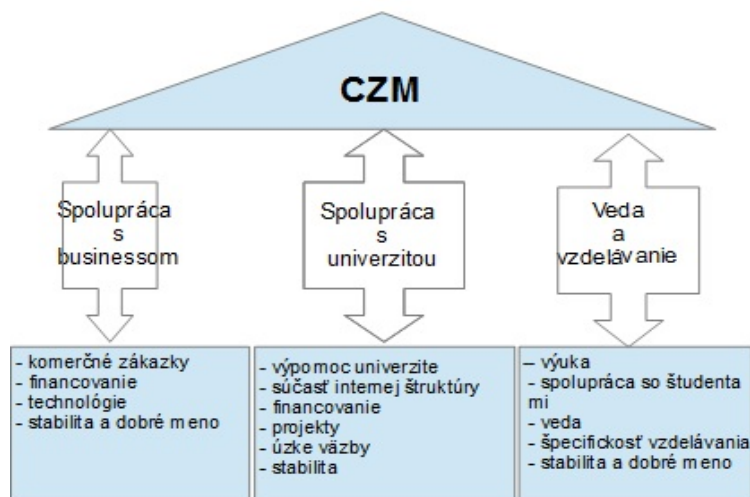 CZM
Spolupráca
s
businessom
Spolupráca
s
univerzitou
Veda
a
vzdelávanie
- komerčné zákazky
- financovanie
- technológie
- stabilita a dobré meno
- výpomoc univerzite
- súčasť internej štruktúry
- financovanie
- projekty
- úzke väzby
- stabilita
– výuka
- spolupráca so študenta
mi
- veda
- špecifickosť vzdelávania
- stabilita a dobré meno